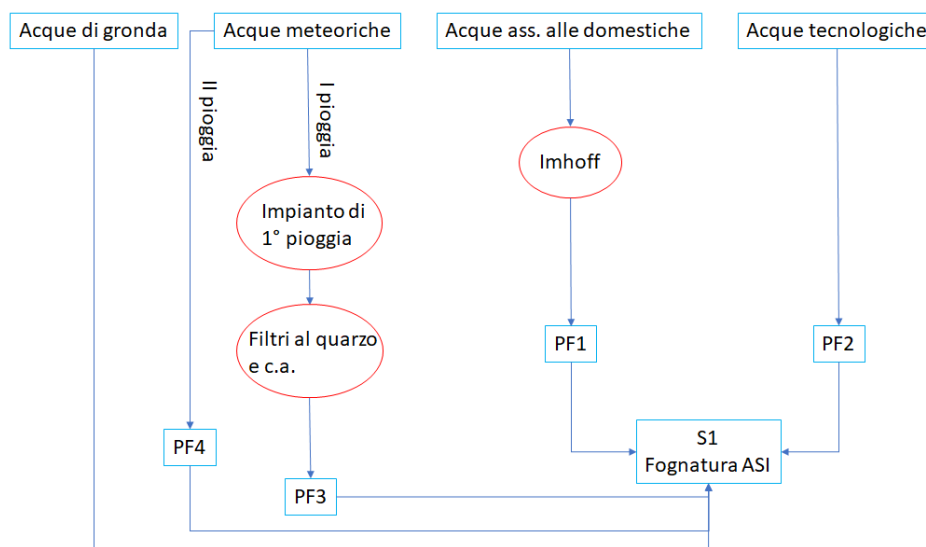 Acque di gronda
Acque meteoriche
Acque ass. alle domestiche
Acque tecnologiche
II pioggia
I pioggia
Imhoff
Impianto di
1° pioggia
Filtri al quarzo
e c.a.
PF1
PF2
PF4
S1
Fognatura ASI
PF3